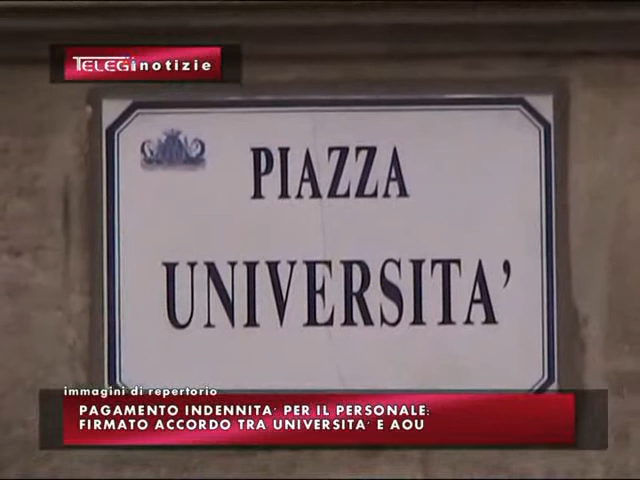 TELEGInotizie
PIAZZA
UNIVERSITA'
immagini di repertorio
PAGAMENTO INDENNITA' PER IL PERSONALE:
FIRMATO ACCORDO TRA UNIVERSITA' E AOU